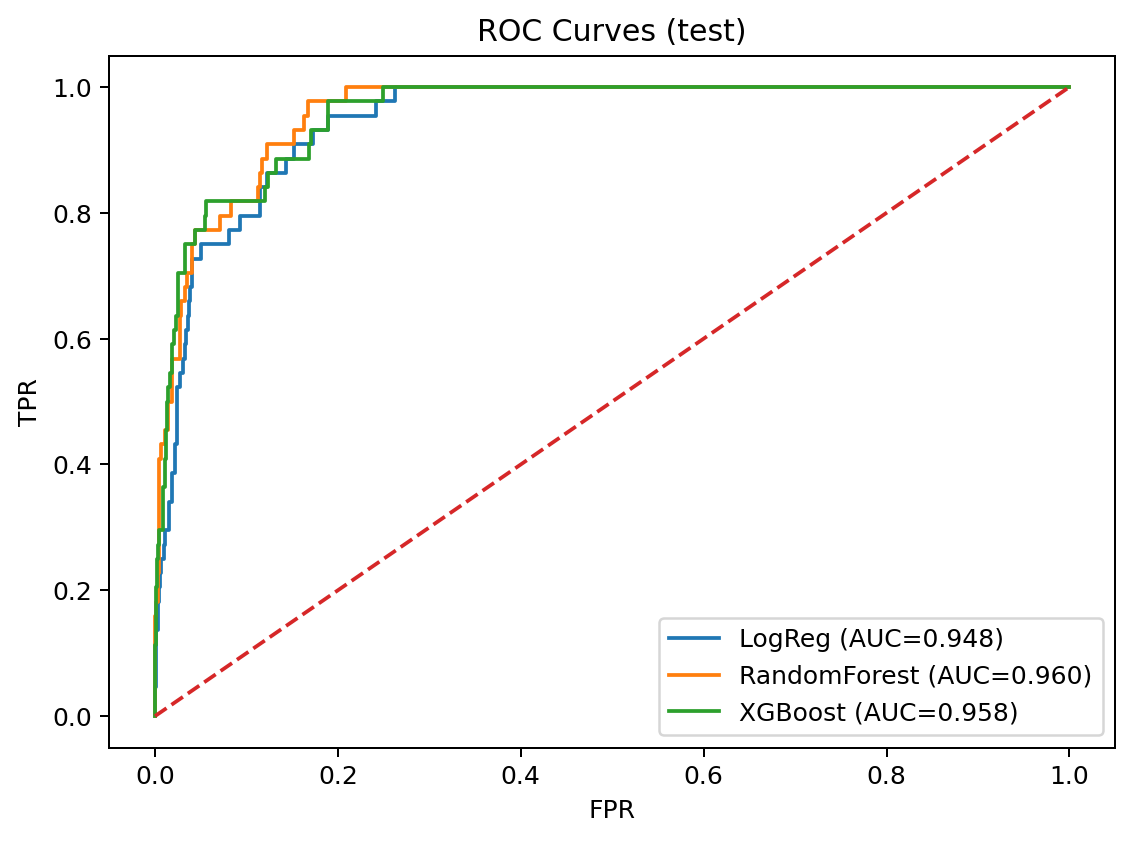 ROC Curves (test)
1.0
0.8
0.6
0.4
0.2
0.0
TPR
LogReg (AUC=0.948)
RandomForest (AUC=0.960)
XGBoost (AUC=0.958)
0.0 0.2 0.4 0.6 0.8 1.0
FPR